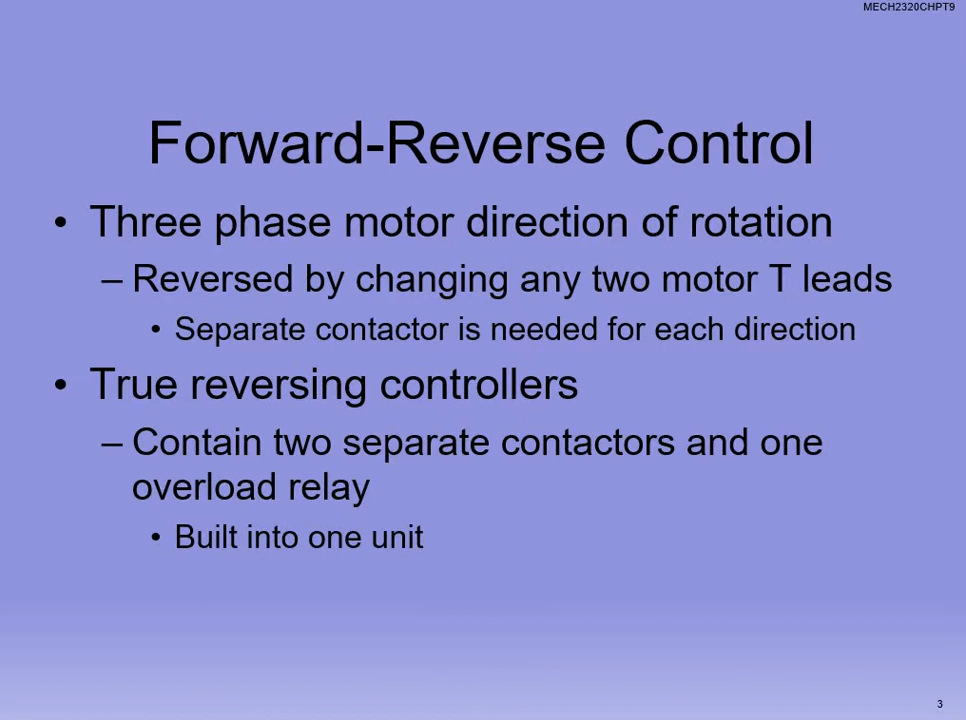 MECH2320CHPT9
Forward-Reverse Control
• Three phase motor direction of rotation
– Reversed by changing any two motor T leads
• Separate contactor is needed for each direction
• True reversing controllers
– Contain two separate contactors and one
overload relay
• Built into one unit
3